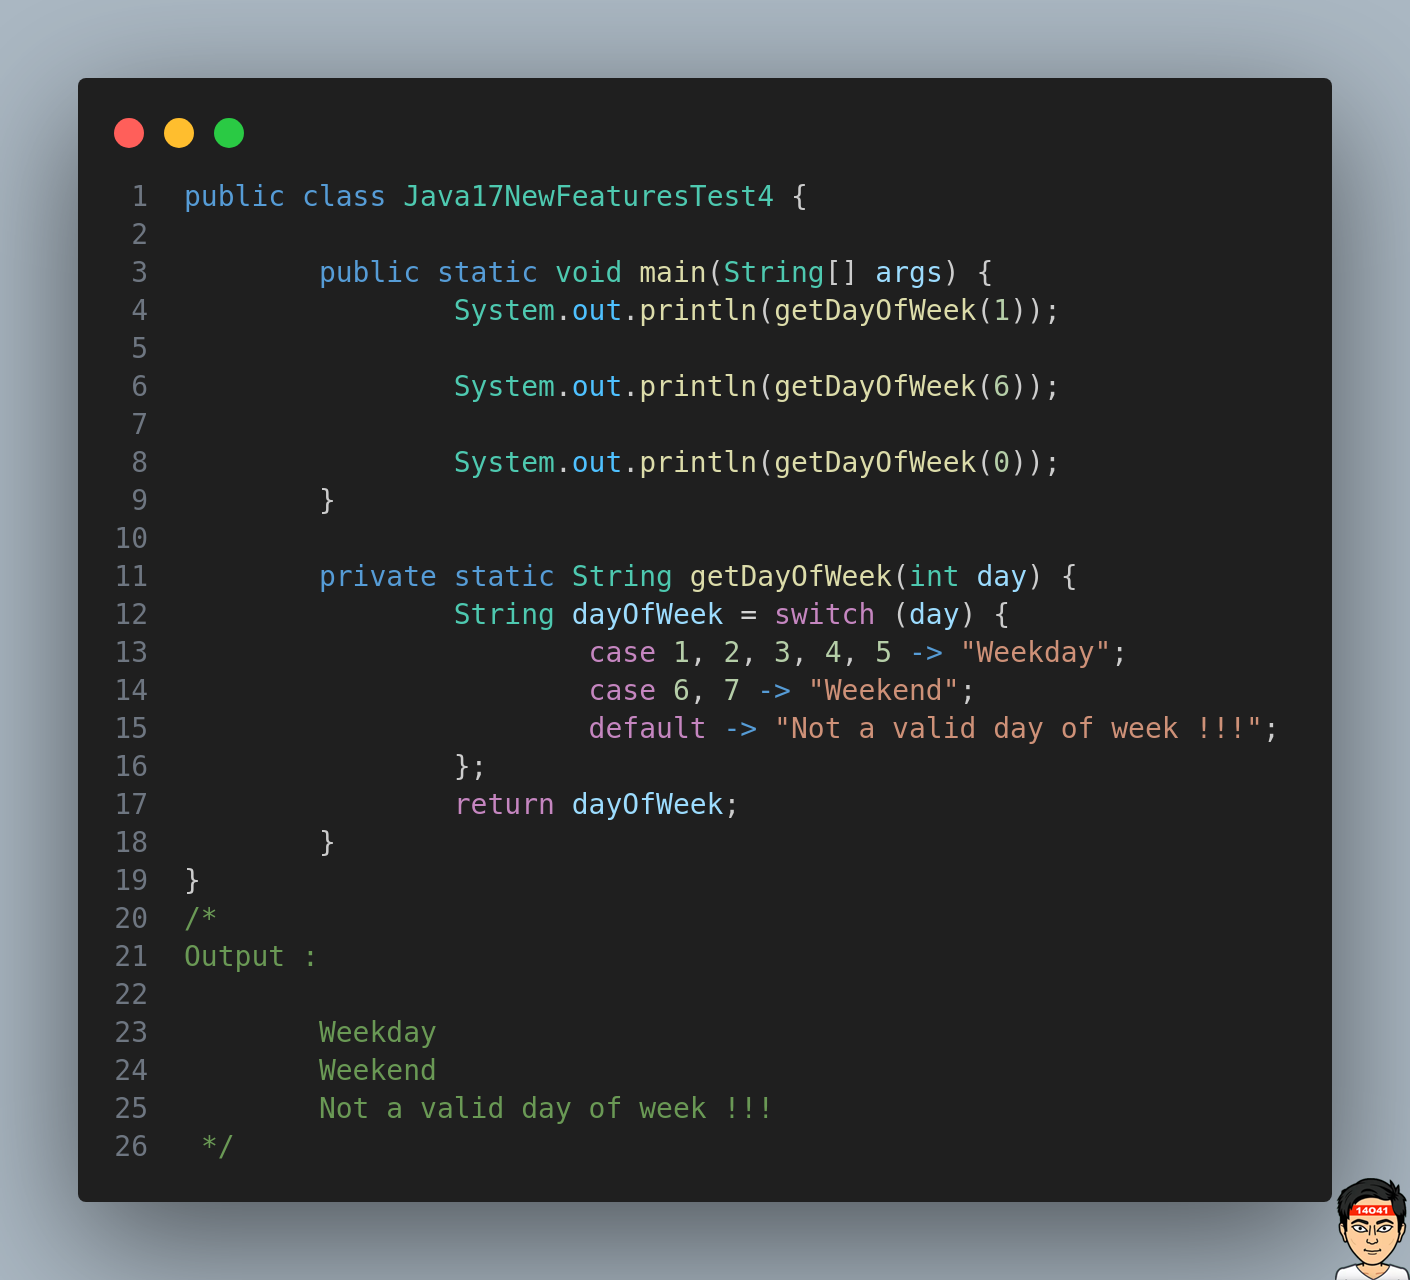 1 public class Java17NewFeaturesTest4 {
2
3 public static void main(String[] args) {
4 System.out.println(getDayOfWeek(1));
5
6 System.out.println(getDayOfWeek(6));
7
8 System.out.println(getDayOfWeek(0));
9 }
10
11 private static String getDayOfWeek(int day) {
12 String dayOfWeek = switch (day) {
13 case 1, 2, 3, 4, 5 -> "Weekday";
14 case 6, 7 -> "Weekend";
15 default -> "Not a valid day of week !!!";
16 };
17 return dayOfWeek;
18 }
19 }
20 /*
21 Output :
22
23 Weekday
24 Weekend
25 Not a valid day of week !!!
26 */
14O41